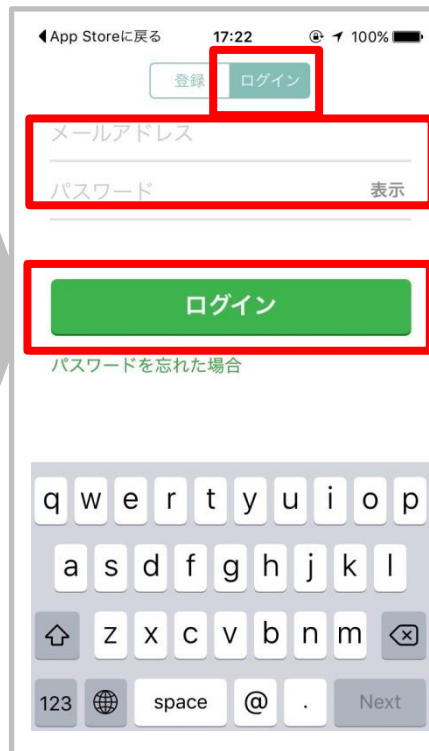 App Storeに戻る 17:22 100%
登録 ログイン
メールアドレス
パスワード 表示
ログイン
パスワードを忘れた場合
q w e r t y u i o p
a s d f g h j k l
z x c v b n m
123 space @ . Next